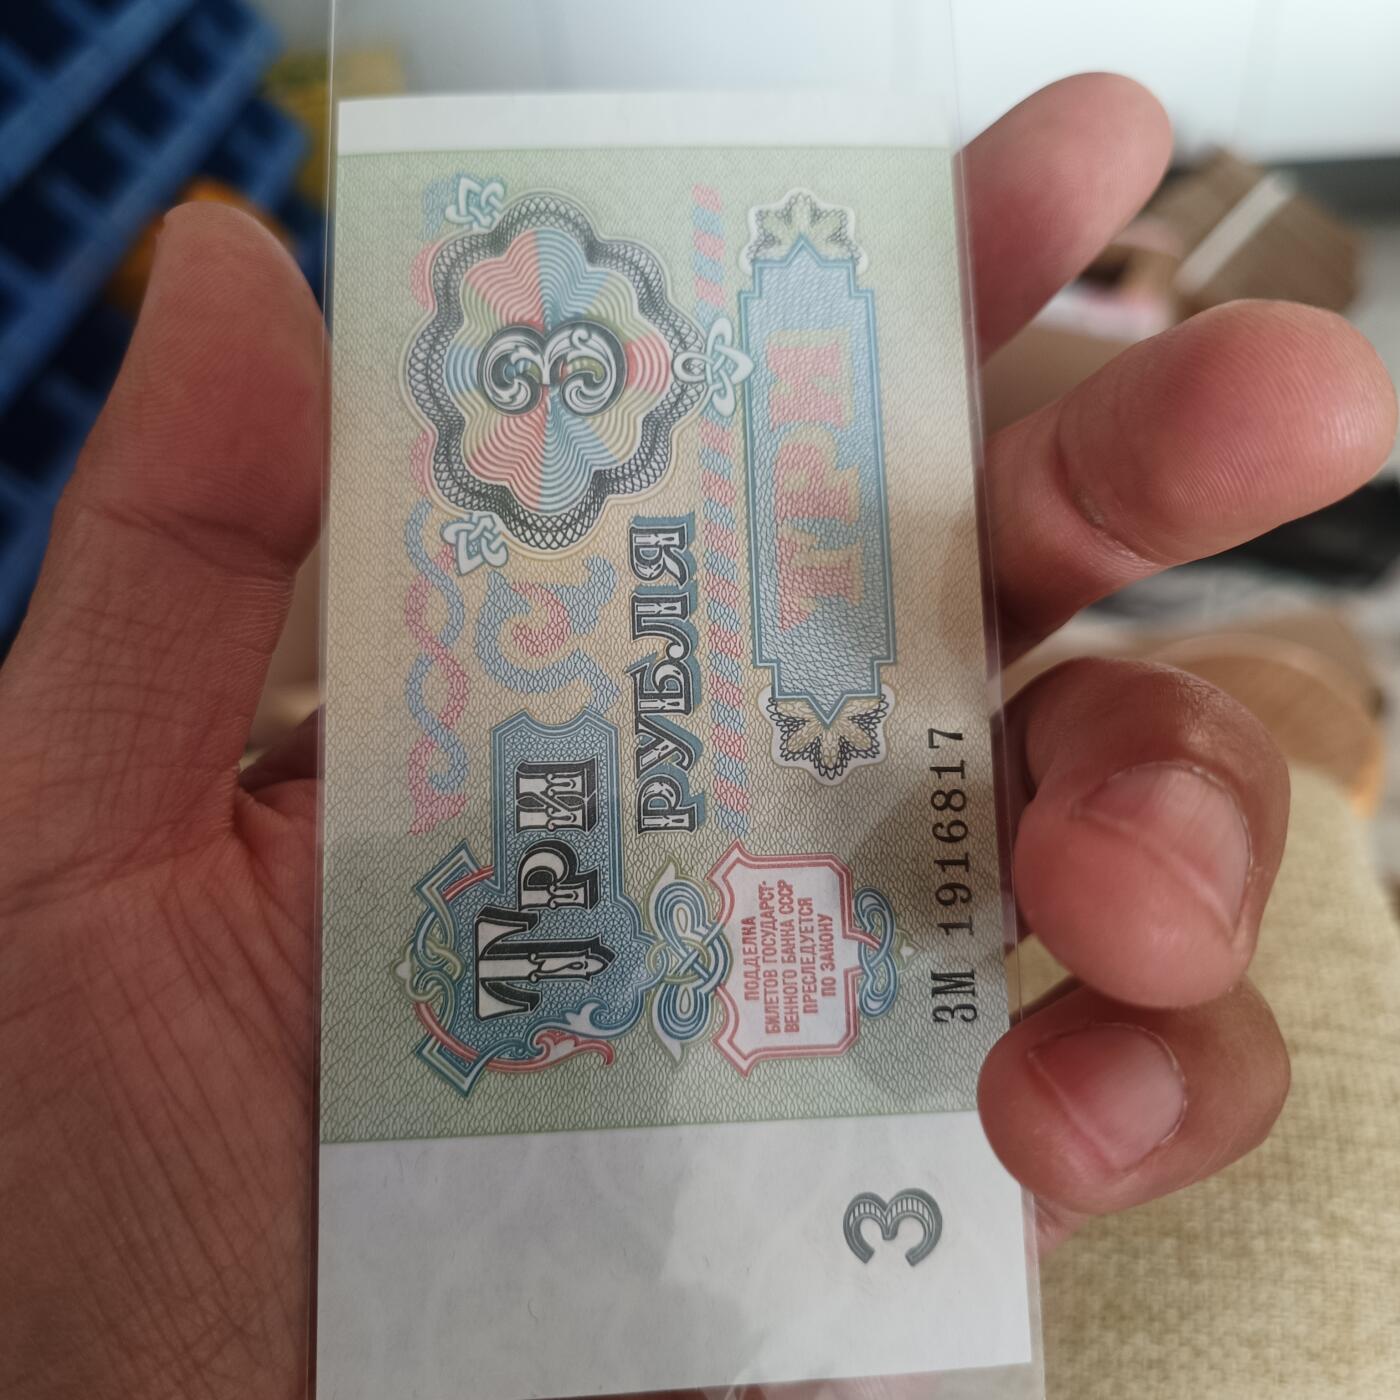 3
ТРИ
ТРИ
РУБЛЯ
ПОДДЕЛКА
БИЛЕТОВ ГОСУДАРСТ-
ВЕННОГО БАНКА СССР
ПРЕСЛЕДУЕТСЯ
ПО ЗАКОНУ
ЗМ 1916817
3